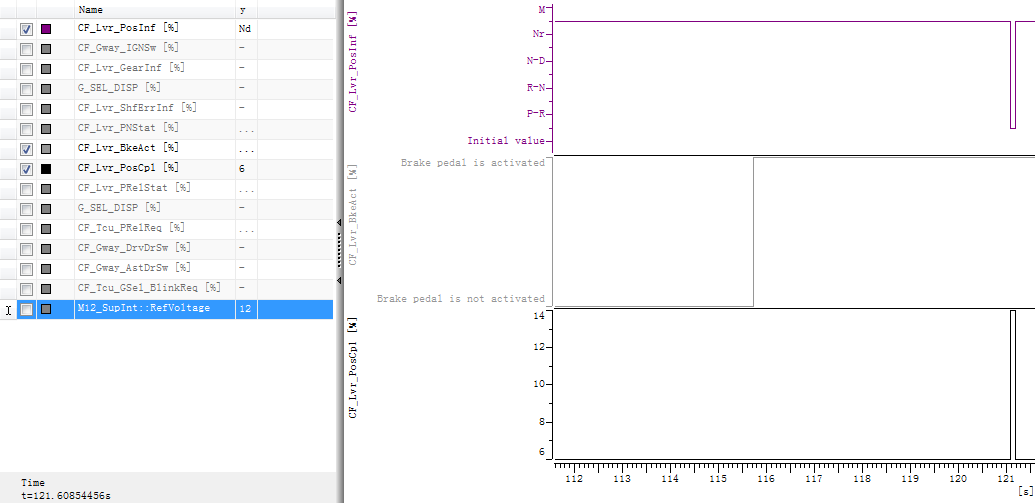 Name y
CF_Lvr_PosInf [%] Nd
CF_Gway_IGNSw [%] -
CF_Lvr_GearInf [%] -
G_SEL_DISP [%] -
CF_Lvr_ShfErrInf [%] -
CF_Lvr_PNStat [%] ...
CF_Lvr_BkeAct [%] ...
CF_Lvr_PosCpl [%] 6
CF_Lvr_PRelStat [%] ...
G_SEL_DISP [%] -
CF_Tcu_PRelReq [%] ...
CF_Gway_DrvDrSw [%] -
CF_Gway_AstDrSw [%] -
CF_Tcu_GSel_BlinkReq [%] -
M12_SupInt::RefVoltage 12
Time
t=121.60854456s
CF_Lvr_PosInf [%]
M
Nr
N-D
R-N
P-R
Initial value
CF_Lvr_BkeAct [%]
Brake pedal is activated
Brake pedal is not activated
CF_Lvr_PosCpl [%]
14
12
10
8
6
112 113 114 115 116 117 118 119 120 121
[s]